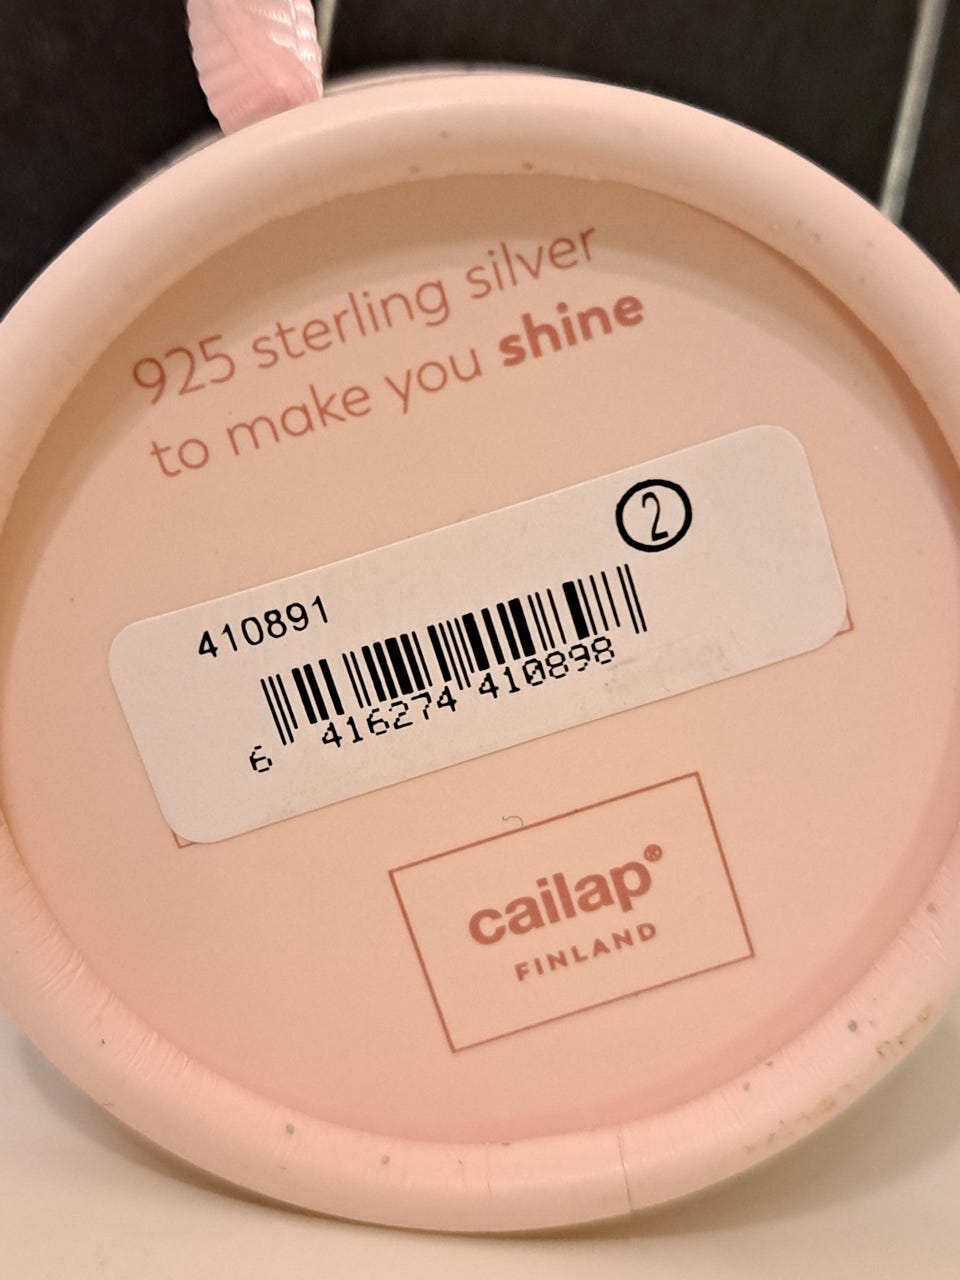 925 sterling silver
to make you shine
2
410891
6 416274 410898
cailap®
FINLAND